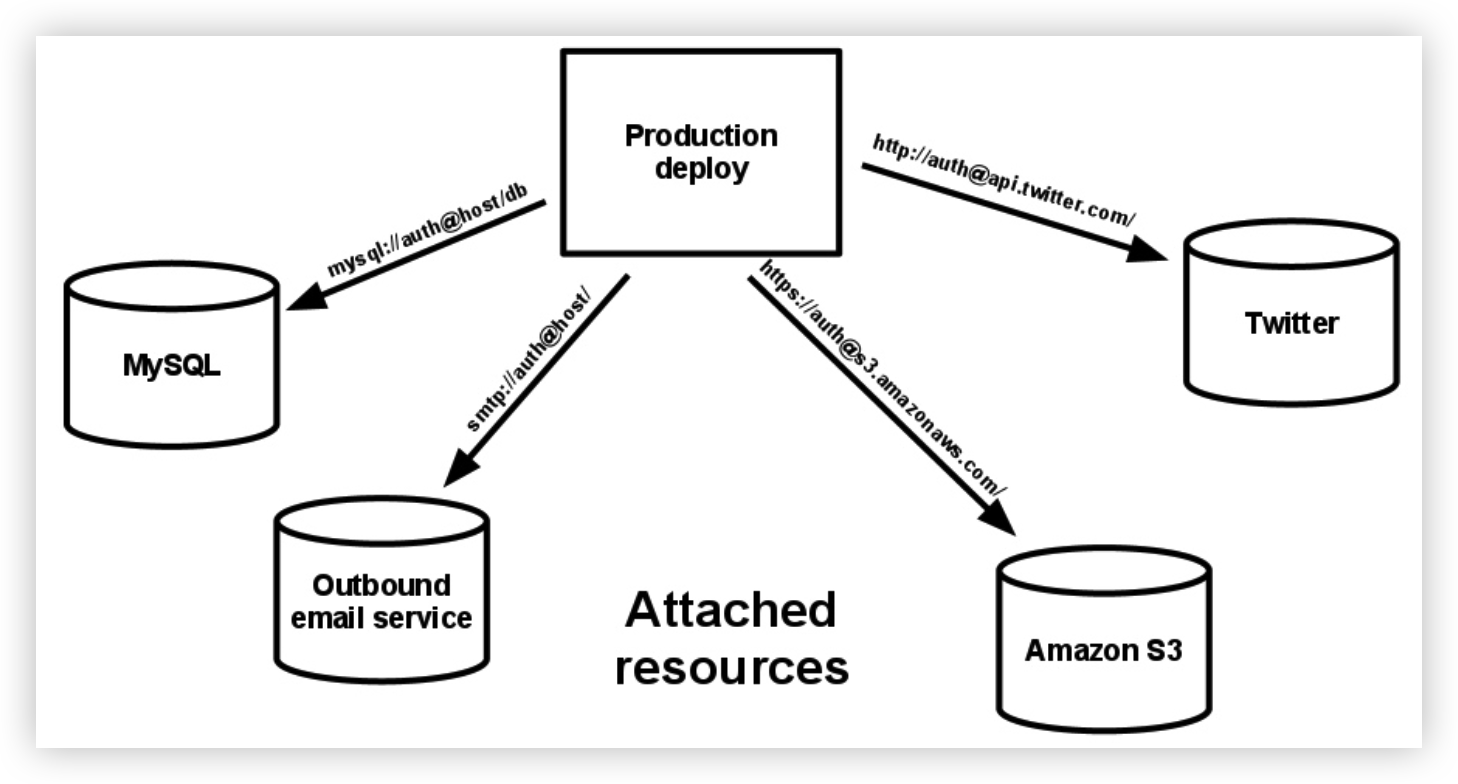 Production
deploy
mysql://auth@host/db
http://auth@api.twitter.com/
smtp://auth@host/
https://auth@s3.amazonaws.com/
MySQL
Twitter
Outbound
email service
Attached
resources
Amazon S3